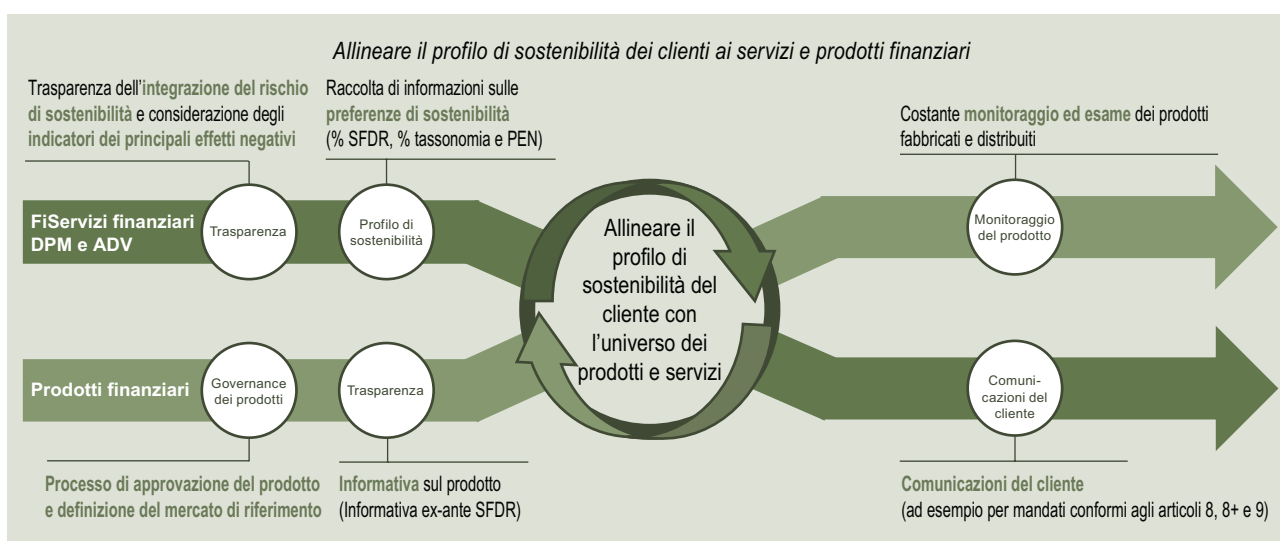 Allineare il profilo di sostenibilità dei clienti ai servizi e prodotti finanziari
Trasparenza dell'integrazione del rischio
di sostenibilità e considerazione degli
indicatori dei principali effetti negativi
Raccolta di informazioni sulle
preferenze di sostenibilità
(% SFDR, % tassonomia e PEN)
Costante monitoraggio ed esame dei prodotti
fabbricati e distribuiti
FiServizi finanziari
DPM e ADV
Trasparenza
Profilo di
sostenibilità
Allineare il
profilo di
sostenibilità del
cliente con
l'universo dei
prodotti e servizi
Monitoraggio
del prodotto
Prodotti finanziari
Governance
dei prodotti
Trasparenza
Comuni-
cazioni del
cliente
Processo di approvazione del prodotto
e definizione del mercato di riferimento
Informativa sul prodotto
(Informativa ex-ante SFDR)
Comunicazioni del cliente
(ad esempio per mandati conformi agli articoli 8, 8+ e 9)